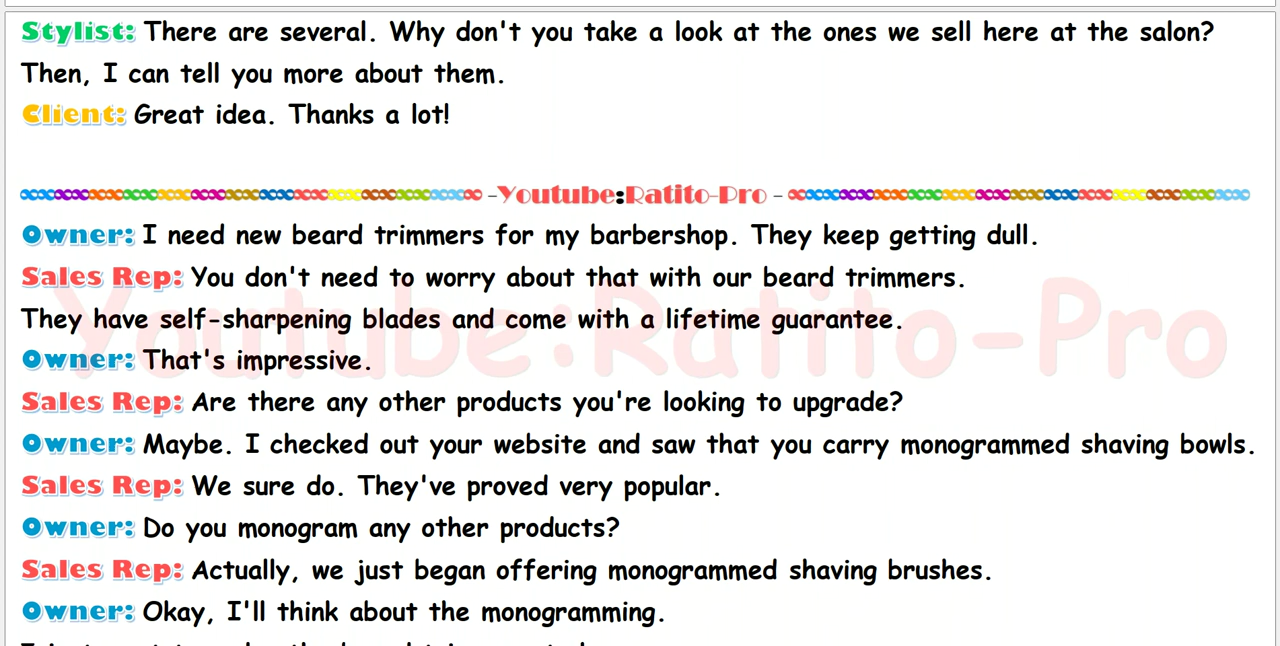 Stylist: There are several. Why don't you take a look at the ones we sell here at the salon?
Then, I can tell you more about them.
Client: Great idea. Thanks a lot!
-Youtube:Ratito-Pro -
Owner: I need new beard trimmers for my barbershop. They keep getting dull.
Sales Rep: You don't need to worry about that with our beard trimmers.
They have self-sharpening blades and come with a lifetime guarantee.
Youtube:Ratito-Pro
Owner: That's impressive.
Sales Rep: Are there any other products you're looking to upgrade?
Owner: Maybe. I checked out your website and saw that you carry monogrammed shaving bowls.
Sales Rep: We sure do. They've proved very popular.
Owner: Do you monogram any other products?
Sales Rep: Actually, we just began offering monogrammed shaving brushes.
Owner: Okay, I'll think about the monogramming.